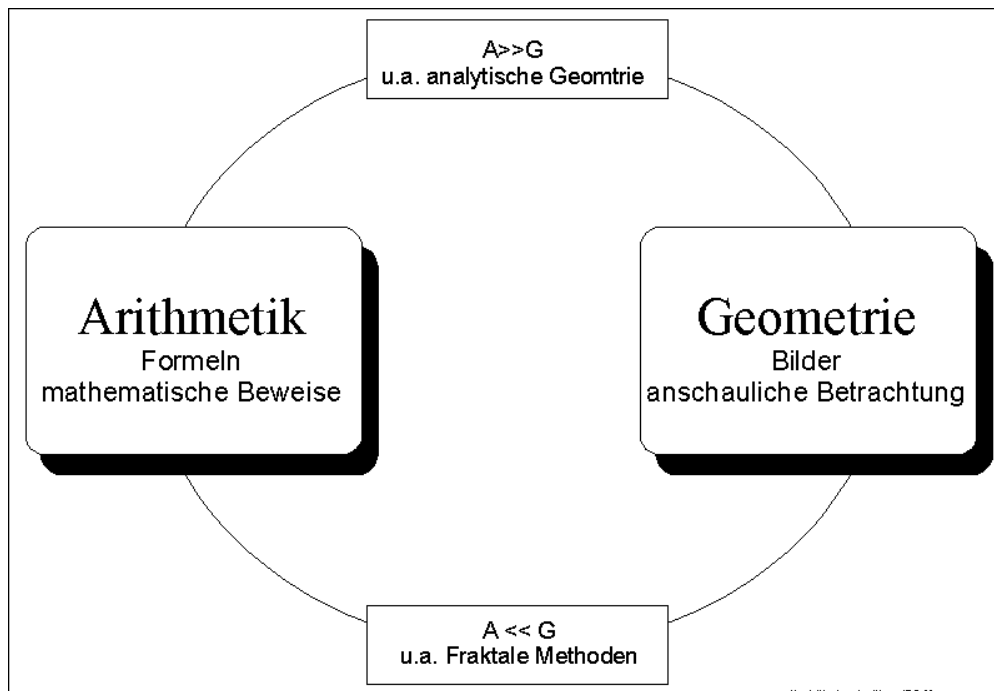 A>>G
u.a. analytische Geomtrie
Arithmetik
Formeln
mathematische Beweise
Geometrie
Bilder
anschauliche Betrachtung
A << G
u.a. Fraktale Methoden